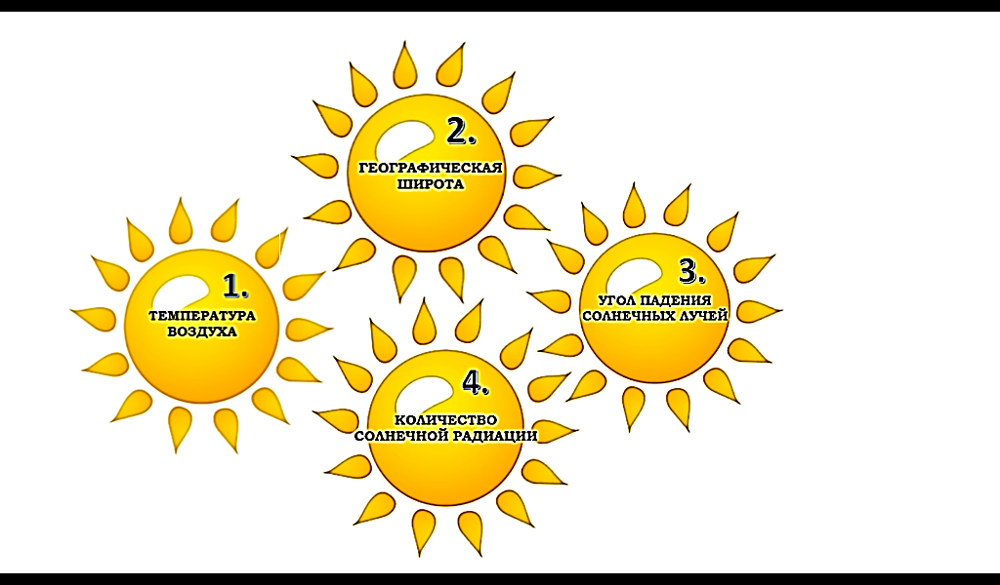 1.
ТЕМПЕРАТУРА
ВОЗДУХА
2.
ГЕОГРАФИЧЕСКАЯ
ШИРОТА
3.
УГОЛ ПАДЕНИЯ
СОЛНЕЧНЫХ ЛУЧЕЙ
4.
КОЛИЧЕСТВО
СОЛНЕЧНОЙ РАДИАЦИИ